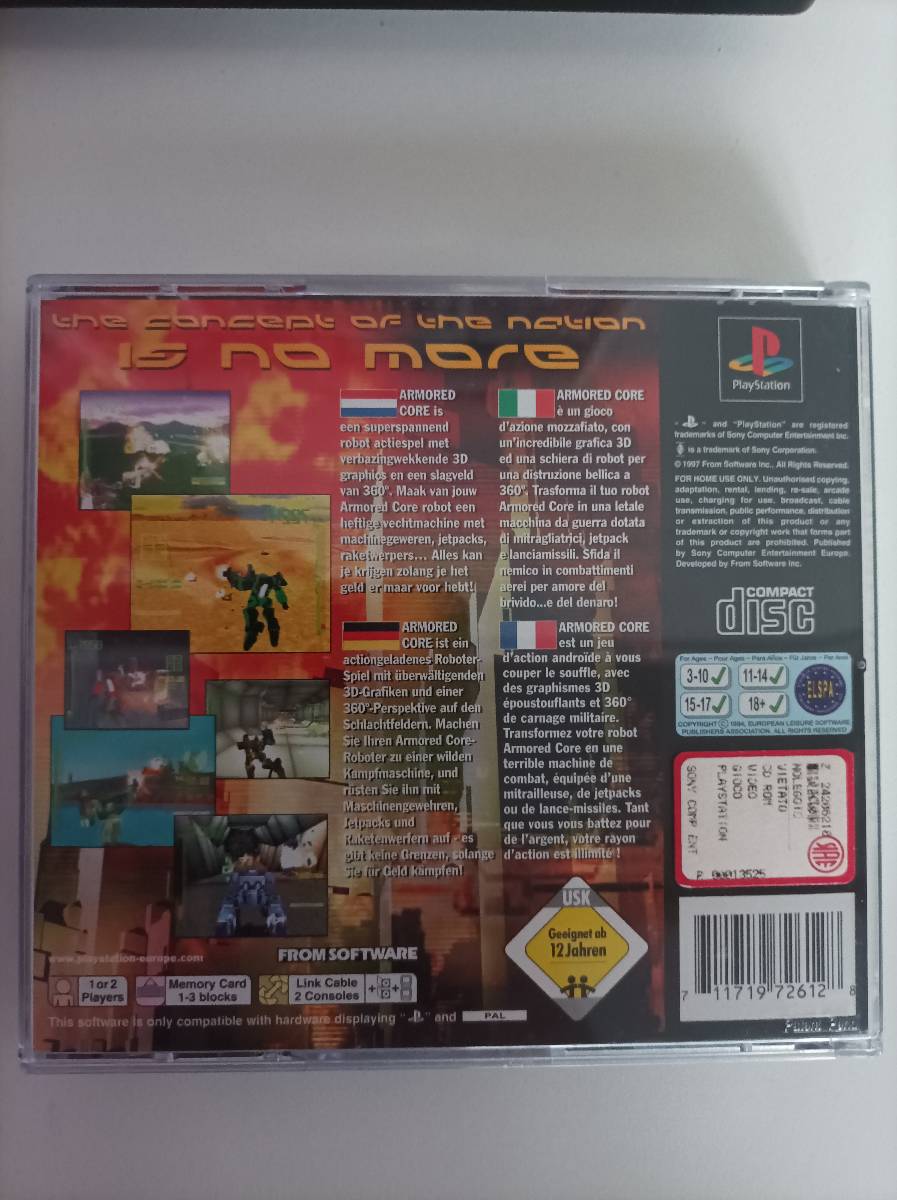 the concept of the nation
is no more
ARMORED
CORE is
een superspannend
robot actiespel met
verbazingwekkende 3D
graphics en een slagveld
van 360°. Maak van jouw
Armored Core robot een
heftige vechtmachine met
machinegeweren, jetpacks,
raketwerpers... Alles kan
je krijgen zolang je het
geld er maar voor hebt!
ARMORED CORE
è un gioco
d'azione mozzafiato, con
un'incredibile grafica 3D
ed una schiera di robot per
una distruzione bellica a
360°. Trasforma il tuo robot
Armored Core in una letale
macchina da guerra dotata
di mitragliatrici, jetpack
e lanciamissili. Sfida il
nemico in combattimenti
aerei per amore del
brivido...e del denaro!
ARMORED
CORE ist ein
actiongeladenes Roboter-
Spiel mit überwältigenden
3D-Grafiken und einer
360°-Perspektive auf den
Schlachtfeldern. Machen
Sie Ihren Armored Core-
Roboter zu einer wilden
Kampfmaschine, und
rüsten Sie ihn mit
Maschinengewehren,
Jetpacks und
Raketenwerfern auf - es
gibt keine Grenzen, solange
Sie für Geld kämpfen!
ARMORED CORE
est un jeu
d'action androïde à vous
couper le souffle, avec
des graphismes 3D
époustouflants et 360°
de carnage militaire.
Transformez votre robot
Armored Core en une
terrible machine de
combat, équipée d'une
mitrailleuse, de jetpacks
ou de lance-missiles. Tant
que vous vous battez pour
de l'argent, votre rayon
d'action est illimité !
www.playstation-europe.com
FROM SOFTWARE
USK
Geeignet ab
12 Jahren
1 or 2
Players
Memory Card
1-3 blocks
Link Cable
2 Consoles
This software is only compatible with hardware displaying " " and PAL
PlayStation
" " and "PlayStation" are registered
trademarks of Sony Computer Entertainment Inc.
is a trademark of Sony Corporation.
© 1997 From Software Inc., All Rights Reserved.
FOR HOME USE ONLY. Unauthorised copying,
adaptation, rental, lending, re-sale, arcade
use, charging for use, broadcast, cable
transmission, public performance, distribution
or extraction of this product or any
trademark or copyright work that forms part
of this product are prohibited. Published
by Sony Computer Entertainment Europe.
Developed by From Software Inc.
COMPACT
disc
For Ages – Pour Ages – Para Años – Für Jahre – Per Anni
3-10
11-14
15-17
18+
ELSPA
COPYRIGHT © 1994, EUROPEAN LEISURE SOFTWARE
PUBLISHERS ASSOCIATION. ALL RIGHTS RESERVED
NOLEGGIO
VIETATO
CD ROM
VIDEO
GIOCO
PLAYSTATION
SONY COMP ENT
SIAE
R 00013525
7 11719 72612 8